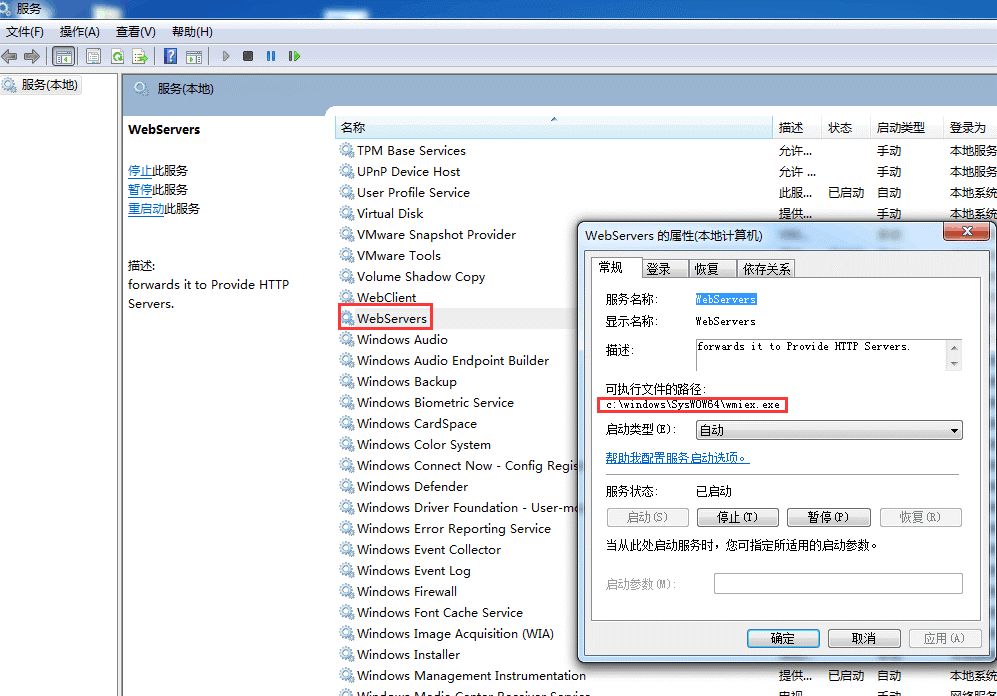 服务
文件(F) 操作(A) 查看(V) 帮助(H)
服务(本地)
服务(本地)
WebServers
停止此服务
暂停此服务
重启动此服务
描述:
forwards it to Provide HTTP
Servers.
名称 描述 状态 启动类型 登录为
TPM Base Services 允许... 手动 本地服务
UPnP Device Host 允许 ... 手动 本地服务
User Profile Service 此服... 已启动 自动 本地系统
Virtual Disk 提供... 手动 本地系统
VMware Snapshot Provider
VMware Tools
Volume Shadow Copy
WebClient
WebServers
Windows Audio
Windows Audio Endpoint Builder
Windows Backup
Windows Biometric Service
Windows CardSpace
Windows Color System
Windows Connect Now - Config Regis
Windows Defender
Windows Driver Foundation - User-mo
Windows Error Reporting Service
Windows Event Collector
Windows Event Log
Windows Firewall
Windows Font Cache Service
Windows Image Acquisition (WIA)
Windows Installer
Windows Management Instrumentation 提供... 已启动 自动 本地系统
WebServers 的属性(本地计算机)
常规 登录 恢复 依存关系
服务名称: WebServers
显示名称: WebServers
描述: forwards it to Provide HTTP Servers.
可执行文件的路径:
c:\windows\SysWOW64\wmiex.exe
启动类型(E): 自动
帮助我配置服务启动选项。
服务状态: 已启动
启动(S) 停止(T) 暂停(P) 恢复(R)
当从此处启动服务时，您可指定所适用的启动参数。
启动参数(M):
确定 取消 应用(A)